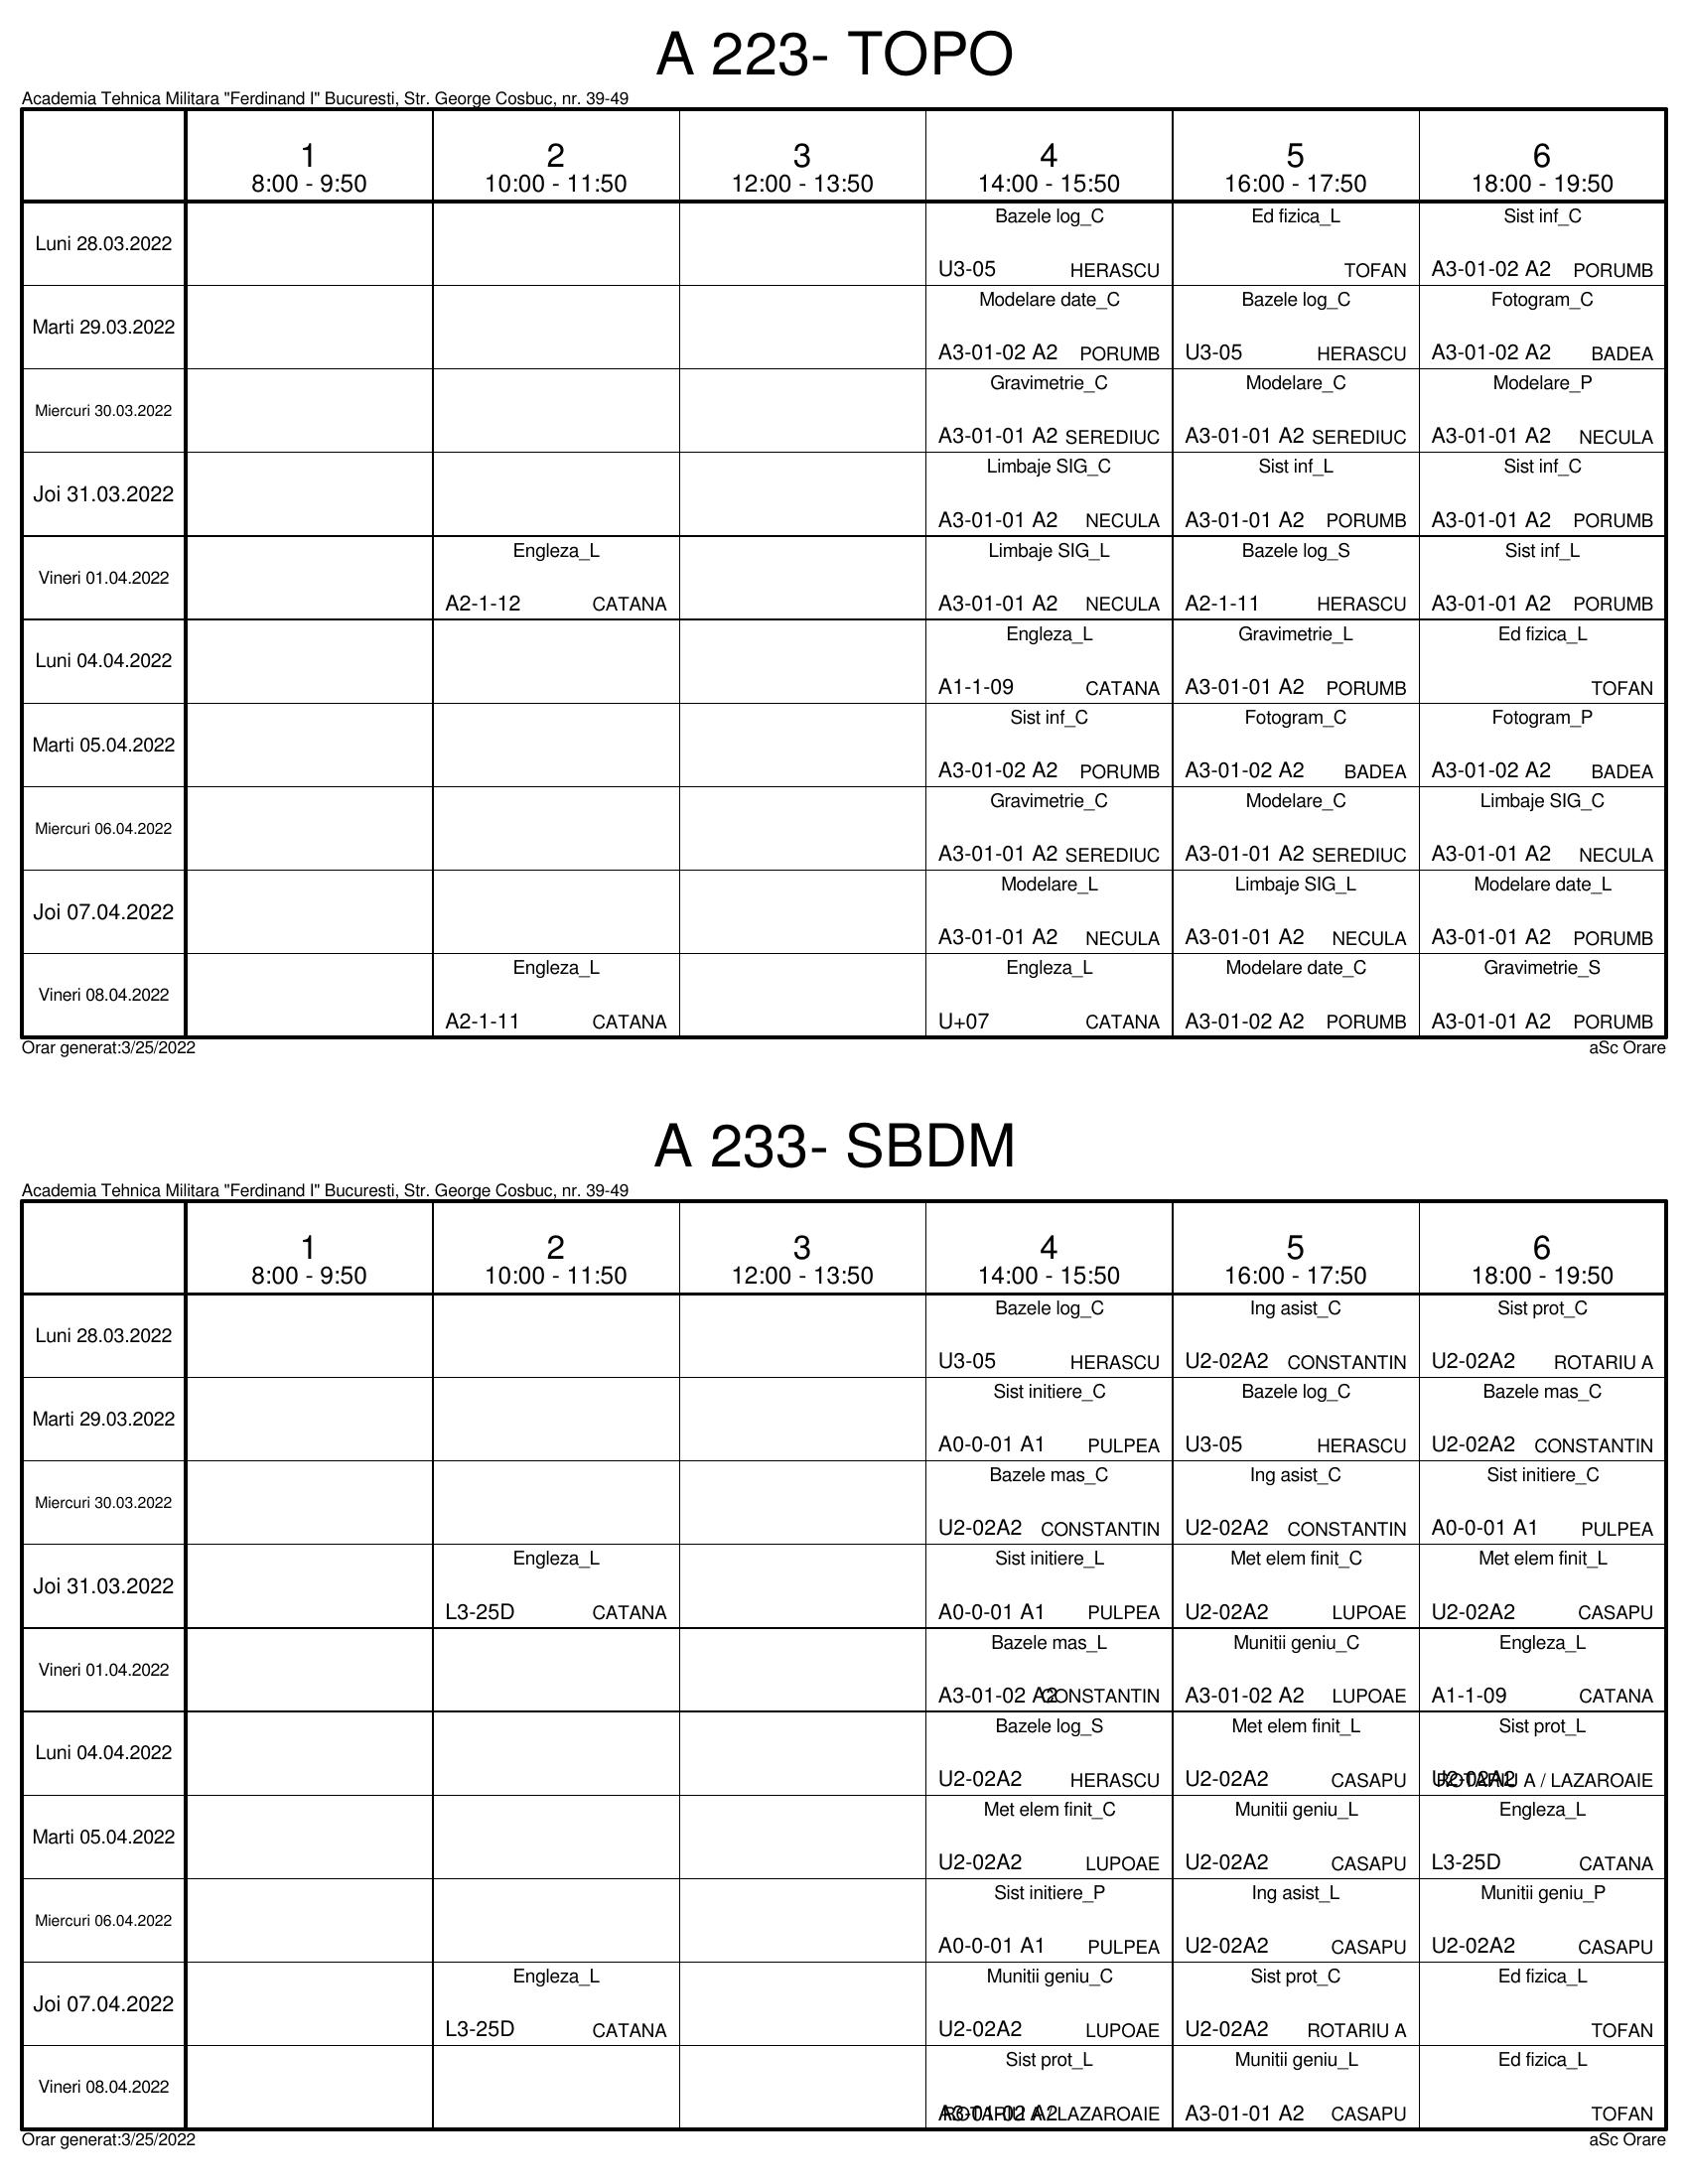 A 223- TOPO
Academia Tehnica Militara "Ferdinand I" Bucuresti, Str. George Cosbuc, nr. 39-49
1 2 3 4 5 6
8:00 - 9:50 10:00 - 11:50 12:00 - 13:50 14:00 - 15:50 16:00 - 17:50 18:00 - 19:50
Bazele log_C Ed fizica_L Sist inf_C
Luni 28.03.2022
U3-05 HERASCU TOFAN A3-01-02 A2 PORUMB
Modelare date_C Bazele log_C Fotogram_C
Marti 29.03.2022
A3-01-02 A2 PORUMB U3-05 HERASCU A3-01-02 A2 BADEA
Gravimetrie_C Modelare_C Modelare_P
Miercuri 30.03.2022
A3-01-01 A2 SEREDIUC A3-01-01 A2 SEREDIUC A3-01-01 A2 NECULA
Limbaje SIG_C Sist inf_L Sist inf_C
Joi 31.03.2022
A3-01-01 A2 NECULA A3-01-01 A2 PORUMB A3-01-01 A2 PORUMB
Engleza_L Limbaje SIG_L Bazele log_S Sist inf_L
Vineri 01.04.2022
A2-1-12 CATANA A3-01-01 A2 NECULA A2-1-11 HERASCU A3-01-01 A2 PORUMB
Engleza_L Gravimetrie_L Ed fizica_L
Luni 04.04.2022
A1-1-09 CATANA A3-01-01 A2 PORUMB TOFAN
Sist inf_C Fotogram_C Fotogram_P
Marti 05.04.2022
A3-01-02 A2 PORUMB A3-01-02 A2 BADEA A3-01-02 A2 BADEA
Gravimetrie_C Modelare_C Limbaje SIG_C
Miercuri 06.04.2022
A3-01-01 A2 SEREDIUC A3-01-01 A2 SEREDIUC A3-01-01 A2 NECULA
Modelare_L Limbaje SIG_L Modelare date_L
Joi 07.04.2022
A3-01-01 A2 NECULA A3-01-01 A2 NECULA A3-01-01 A2 PORUMB
Engleza_L Engleza_L Modelare date_C Gravimetrie_S
Vineri 08.04.2022
A2-1-11 CATANA U+07 CATANA A3-01-02 A2 PORUMB A3-01-01 A2 PORUMB
Orar generat:3/25/2022 aSc Orare
A 233- SBDM
Academia Tehnica Militara "Ferdinand I" Bucuresti, Str. George Cosbuc, nr. 39-49
1 2 3 4 5 6
8:00 - 9:50 10:00 - 11:50 12:00 - 13:50 14:00 - 15:50 16:00 - 17:50 18:00 - 19:50
Bazele log_C Ing asist_C Sist prot_C
Luni 28.03.2022
U3-05 HERASCU U2-02A2 CONSTANTIN U2-02A2 ROTARIU A
Sist initiere_C Bazele log_C Bazele mas_C
Marti 29.03.2022
A0-0-01 A1 PULPEA U3-05 HERASCU U2-02A2 CONSTANTIN
Bazele mas_C Ing asist_C Sist initiere_C
Miercuri 30.03.2022
U2-02A2 CONSTANTIN U2-02A2 CONSTANTIN A0-0-01 A1 PULPEA
Engleza_L Sist initiere_L Met elem finit_C Met elem finit_L
Joi 31.03.2022
L3-25D CATANA A0-0-01 A1 PULPEA U2-02A2 LUPOAE U2-02A2 CASAPU
Bazele mas_L Munitii geniu_C Engleza_L
Vineri 01.04.2022
A3-01-02 A2 CONSTANTIN A3-01-02 A2 LUPOAE A1-1-09 CATANA
Bazele log_S Met elem finit_L Sist prot_L
Luni 04.04.2022
U2-02A2 HERASCU U2-02A2 CASAPU U2-02A2 ROTARIU A / LAZAROAIE
Met elem finit_C Munitii geniu_L Engleza_L
Marti 05.04.2022
U2-02A2 LUPOAE U2-02A2 CASAPU L3-25D CATANA
Sist initiere_P Ing asist_L Munitii geniu_P
Miercuri 06.04.2022
A0-0-01 A1 PULPEA U2-02A2 CASAPU U2-02A2 CASAPU
Engleza_L Munitii geniu_C Sist prot_C Ed fizica_L
Joi 07.04.2022
L3-25D CATANA U2-02A2 LUPOAE U2-02A2 ROTARIU A TOFAN
Sist prot_L Munitii geniu_L Ed fizica_L
Vineri 08.04.2022
A3-01-02 A2 ROTARIU A / LAZAROAIE A3-01-01 A2 CASAPU TOFAN
Orar generat:3/25/2022 aSc Orare